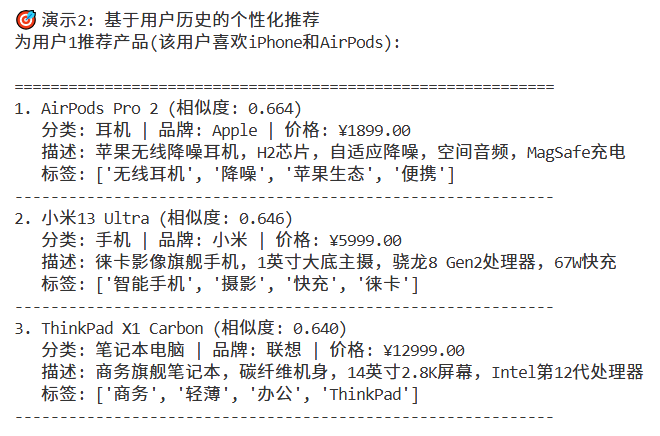 🎯 演示2: 基于用户历史的个性化推荐
为用户1推荐产品(该用户喜欢iPhone和AirPods):
============================================================
1. AirPods Pro 2 (相似度: 0.664)
分类: 耳机 | 品牌: Apple | 价格: ¥1899.00
描述: 苹果无线降噪耳机，H2芯片，自适应降噪，空间音频，MagSafe充电
标签: ['无线耳机', '降噪', '苹果生态', '便携']
------------------------------------------------------------
2. 小米13 Ultra (相似度: 0.646)
分类: 手机 | 品牌: 小米 | 价格: ¥5999.00
描述: 徕卡影像旗舰手机，1英寸大底主摄，骁龙8 Gen2处理器，67W快充
标签: ['智能手机', '摄影', '快充', '徕卡']
------------------------------------------------------------
3. ThinkPad X1 Carbon (相似度: 0.640)
分类: 笔记本电脑 | 品牌: 联想 | 价格: ¥12999.00
描述: 商务旗舰笔记本，碳纤维机身，14英寸2.8K屏幕，Intel第12代处理器
标签: ['商务', '轻薄', '办公', 'ThinkPad']
------------------------------------------------------------